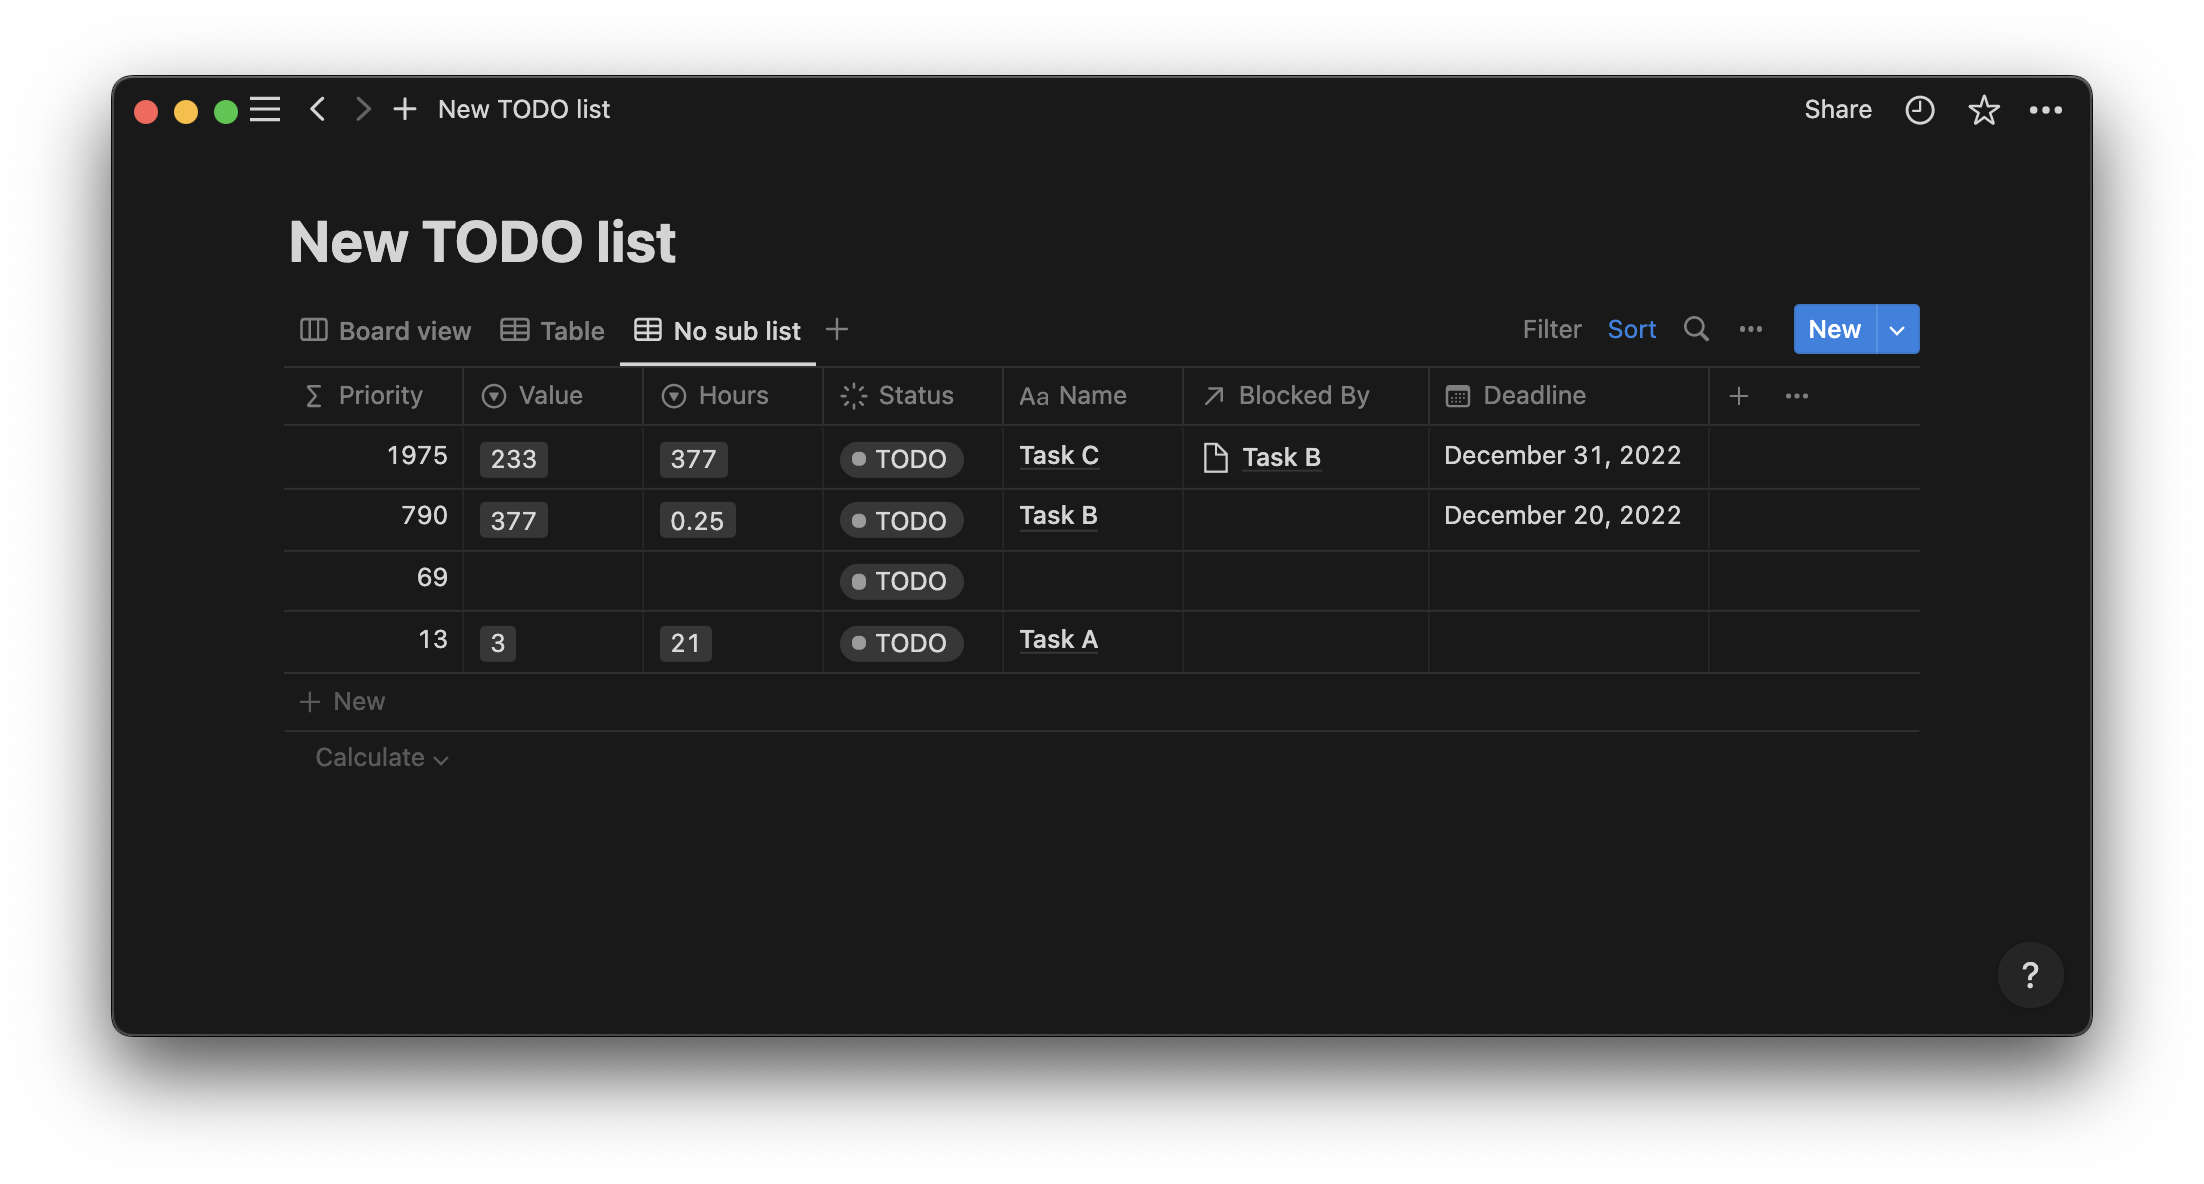 New TODO list
Share
New TODO list
Board view Table No sub list
Filter Sort New
Priority Value Hours Status Aa Name Blocked By Deadline
1975 233 377 TODO Task C Task B December 31, 2022
790 377 0.25 TODO Task B December 20, 2022
69 TODO
13 3 21 TODO Task A
New
Calculate
?